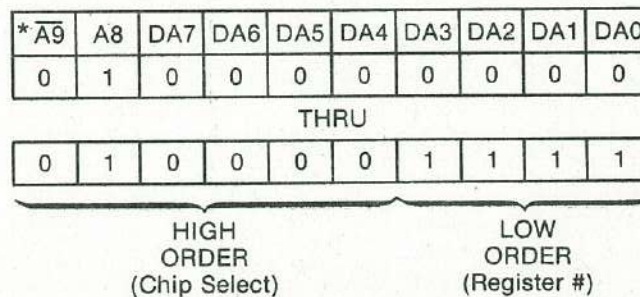 * A̅9̅ A8 DA7 DA6 DA5 DA4 DA3 DA2 DA1 DA0
0 1 0 0 0 0 0 0 0 0
THRU
0 1 0 0 0 0 1 1 1 1
HIGH LOW
ORDER ORDER
(Chip Select) (Register #)